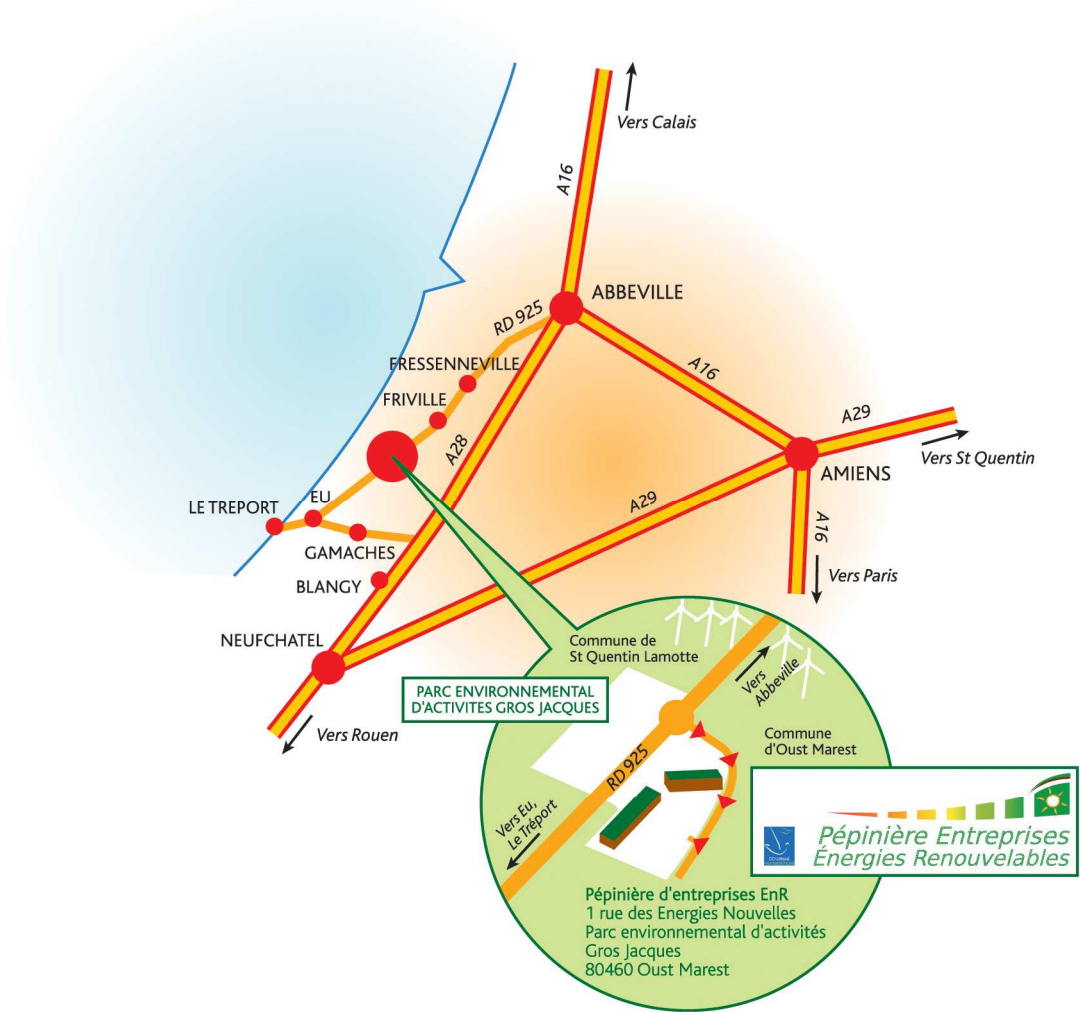 Vers Calais
A16
ABBEVILLE
RD 925
FRESSENNEVILLE
A16
FRIVILLE
A29
A28
Vers St Quentin
AMIENS
EU
LE TREPORT
A29
A16
GAMACHES
BLANGY
Vers Paris
NEUFCHATEL
Commune de
St Quentin Lamotte
Vers
Abbeville
PARC ENVIRONNEMENTAL
D'ACTIVITES GROS JACQUES
Vers Rouen
Commune
d'Oust Marest
RD 925
Vers Eu,
Le Tréport
Pépinière Entreprises
Énergies Renouvelables
Pépinière d'entreprises EnR
1 rue des Energies Nouvelles
Parc environnemental d'activités
Gros Jacques
80460 Oust Marest